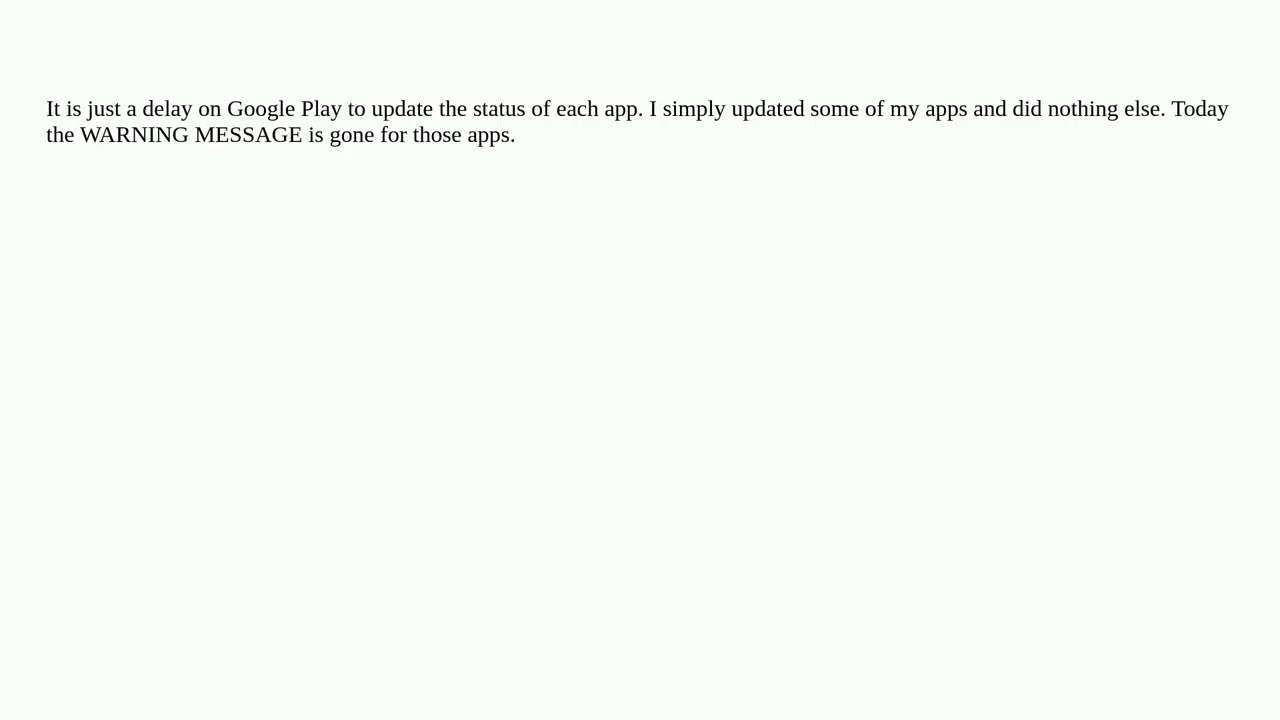 It is just a delay on Google Play to update the status of each app. I simply updated some of my apps and did nothing else. Today
the WARNING MESSAGE is gone for those apps.